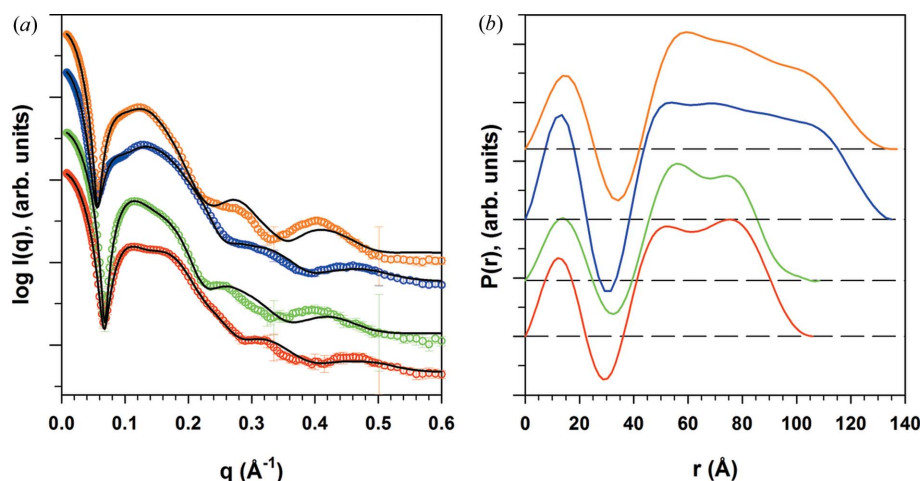 (a)
log I(q), (arb. units)
0.0 0.1 0.2 0.3 0.4 0.5 0.6
q (Å-1)
(b)
P(r), (arb. units)
0 20 40 60 80 100 120 140
r (Å)